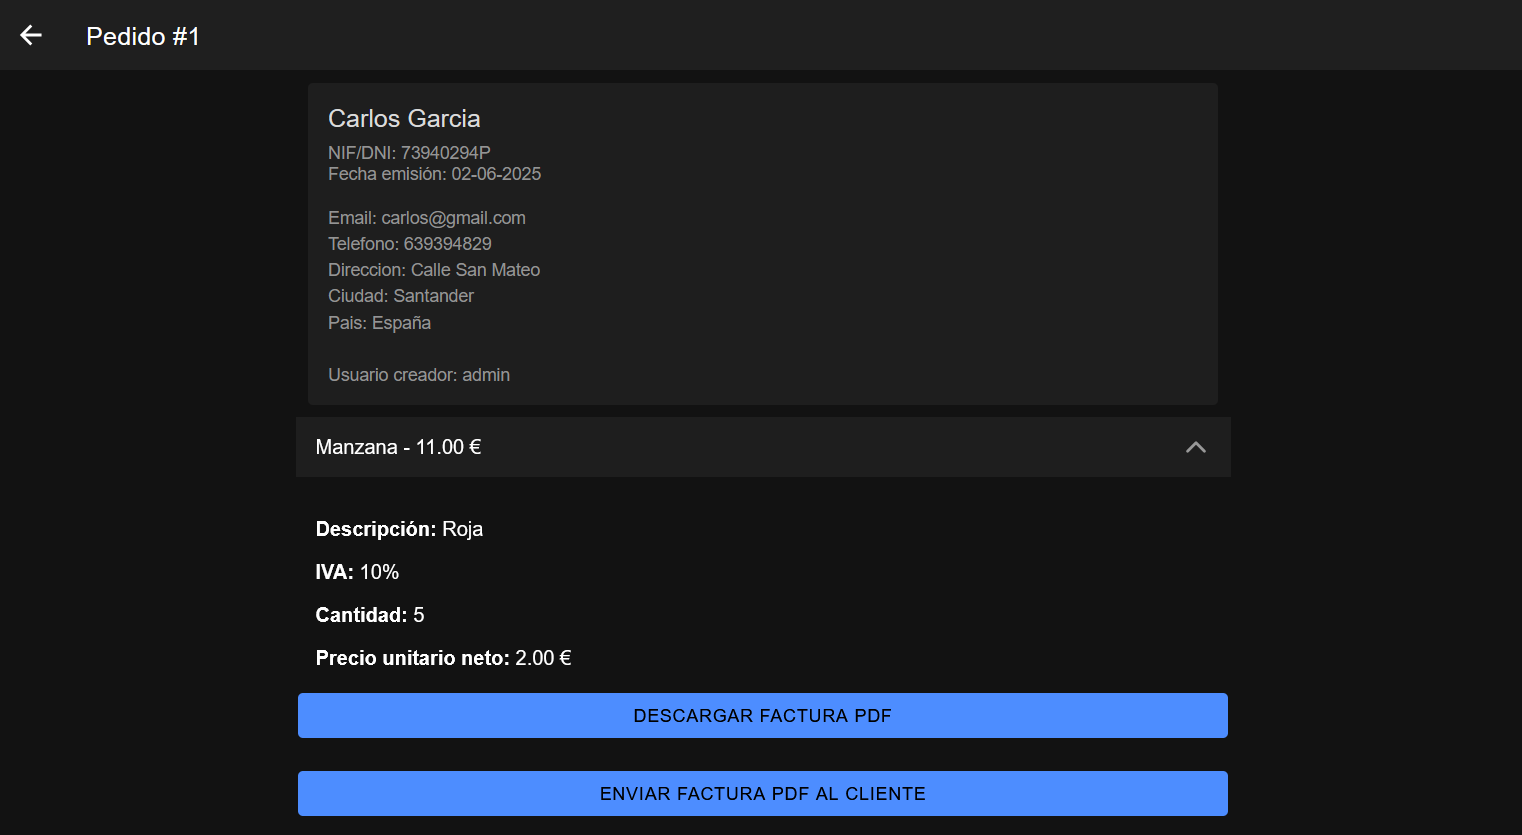 Pedido #1
Carlos Garcia
NIF/DNI: 73940294P
Fecha emisión: 02-06-2025
Email: carlos@gmail.com
Telefono: 639394829
Direccion: Calle San Mateo
Ciudad: Santander
Pais: España
Usuario creador: admin
Manzana - 11.00 €
Descripción: Roja
IVA: 10%
Cantidad: 5
Precio unitario neto: 2.00 €
DESCARGAR FACTURA PDF
ENVIAR FACTURA PDF AL CLIENTE